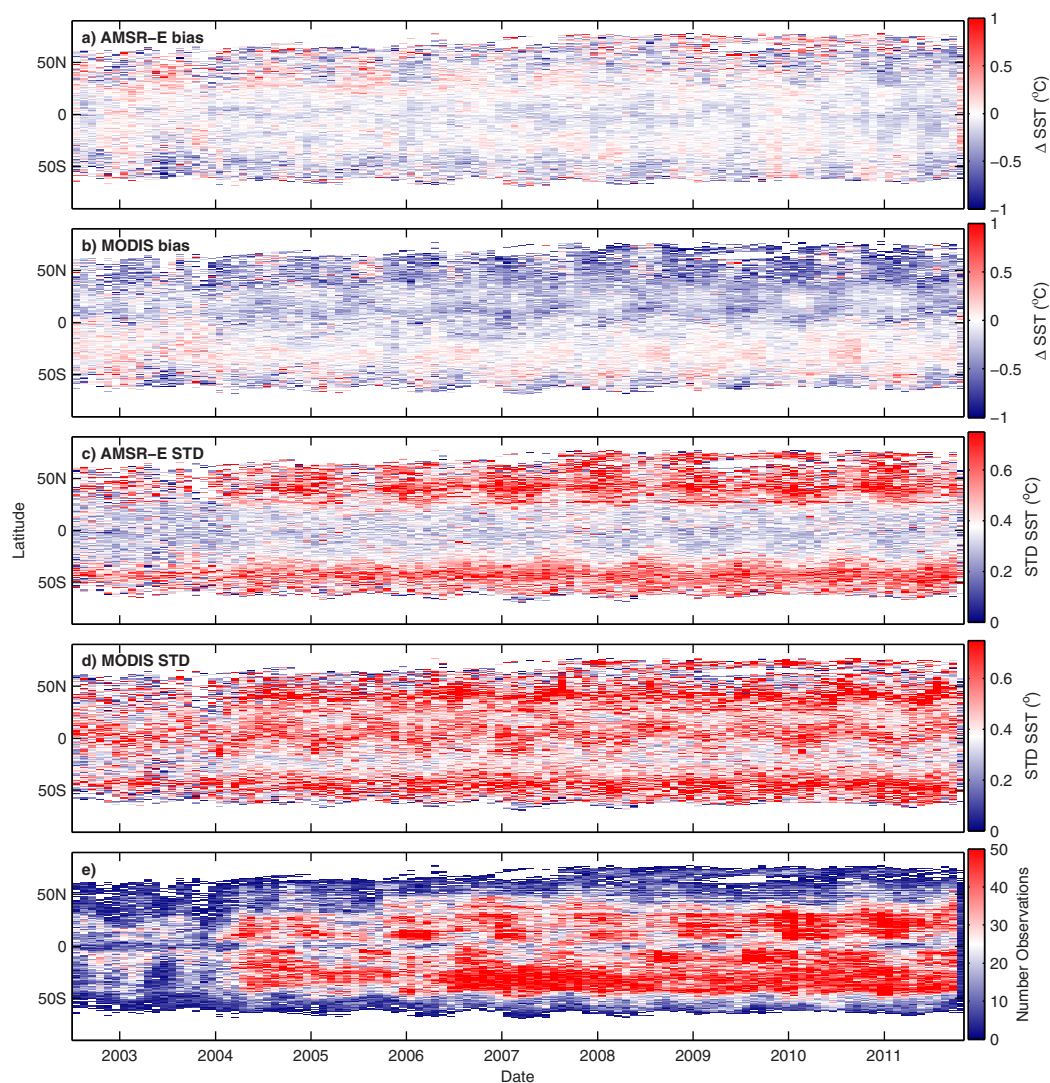 a) AMSR-E bias
50N
0
50S
1
0.5
0
-0.5
-1
Δ SST (°C)
b) MODIS bias
50N
0
50S
1
0.5
0
-0.5
-1
Δ SST (°C)
c) AMSR-E STD
50N
0
50S
Latitude
0.6
0.4
0.2
0
STD SST (°C)
d) MODIS STD
50N
0
50S
0.6
0.4
0.2
0
STD SST (°)
e)
50N
0
50S
50
40
30
20
10
0
Number Observations
2003 2004 2005 2006 2007 2008 2009 2010 2011
Date